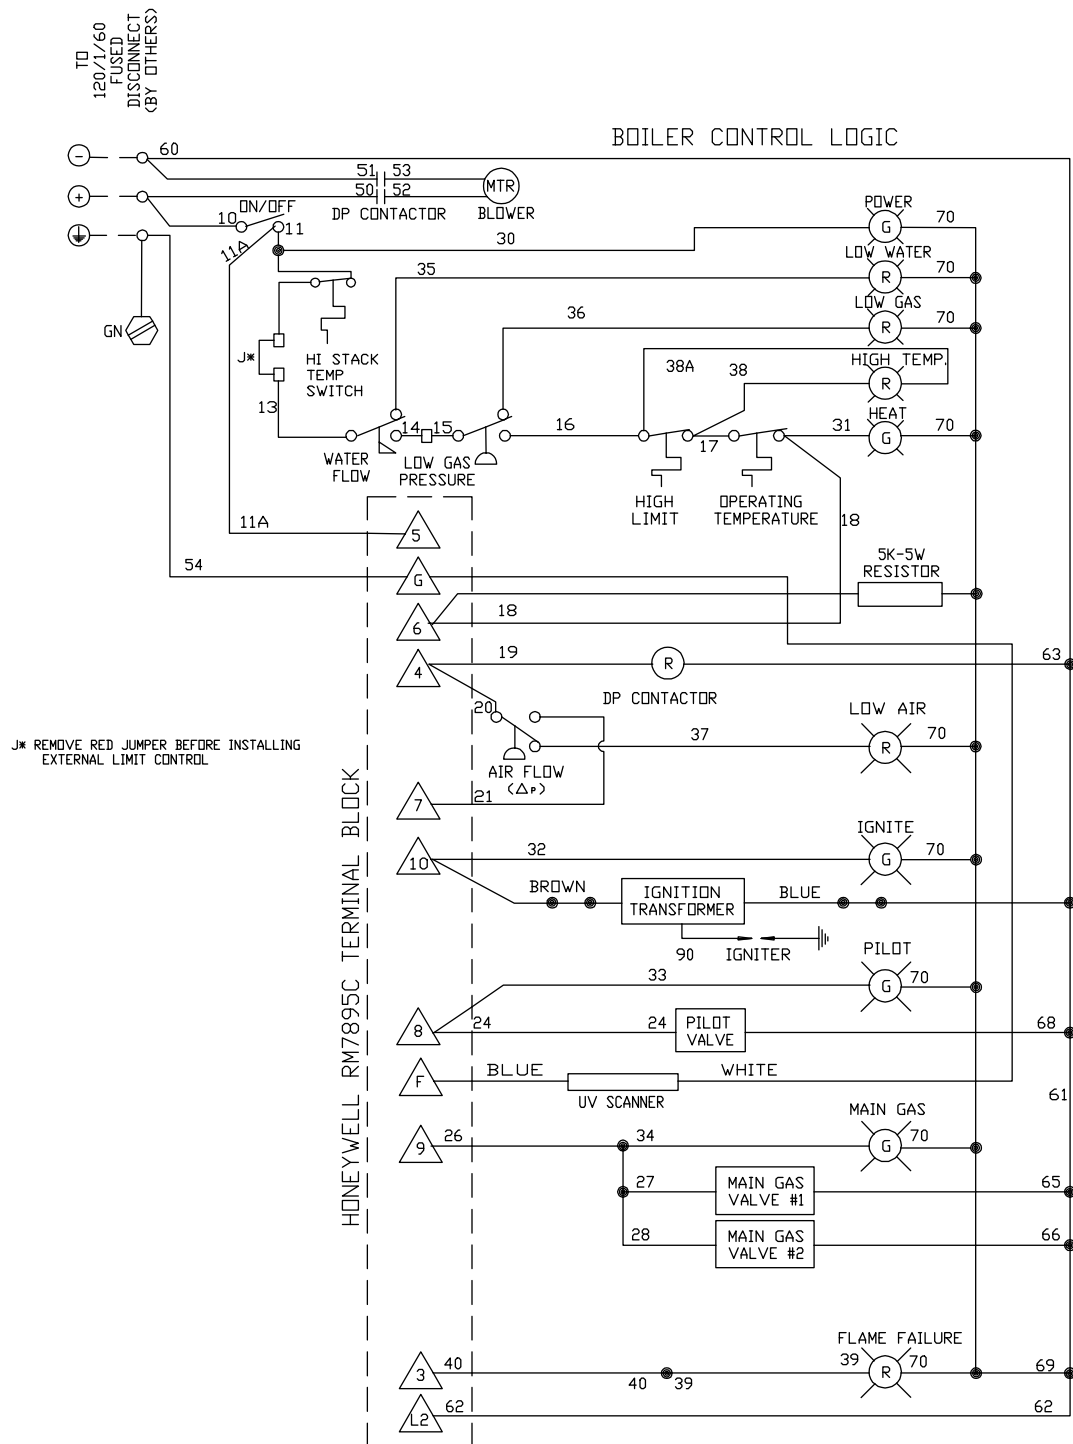 TO
120/1/60
FUSED
DISCONNECT
(BY OTHERS)
BOILER CONTROL LOGIC
60
-
51 53
MTR
+
50 52
ON/OFF
DP CONTACTOR
BLOWER
10
11
POWER
G
70
30
11A
LOW WATER
35
R
70
LOW GAS
36
R
70
GN
J*
HI STACK
TEMP
SWITCH
HIGH TEMP.
38A
38
R
13
HEAT
14 15
16
17
31
G
70
WATER
FLOW
LOW GAS
PRESSURE
HIGH
LIMIT
OPERATING
TEMPERATURE
11A
5
18
54
G
5K-5W
RESISTOR
18
6
19
4
R
63
DP CONTACTOR
20
LOW AIR
37
R
70
J* REMOVE RED JUMPER BEFORE INSTALLING
EXTERNAL LIMIT CONTROL
AIR FLOW
(ΔP)
21
7
HONEYWELL RM7895C TERMINAL BLOCK
IGNITE
32
G
70
10
BROWN
IGNITION
TRANSFORMER
BLUE
90
IGNITER
PILOT
33
G
70
8
24
24
PILOT
VALVE
68
F
BLUE
WHITE
UV SCANNER
61
MAIN GAS
9
26
34
G
70
27
MAIN GAS
VALVE #1
65
28
MAIN GAS
VALVE #2
66
FLAME FAILURE
3
40
40
39
39
R
70
69
L2
62
62